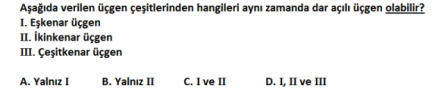 Aşağıda verilen üçgen çeşitlerinden hangileri aynı zamanda dar açılı üçgen olabilir?
I. Eşkenar üçgen
II. İkinkenar üçgen
III. Çeşitkenar üçgen
A. Yalnız I B. Yalnız II C. I ve II D. I, II ve III